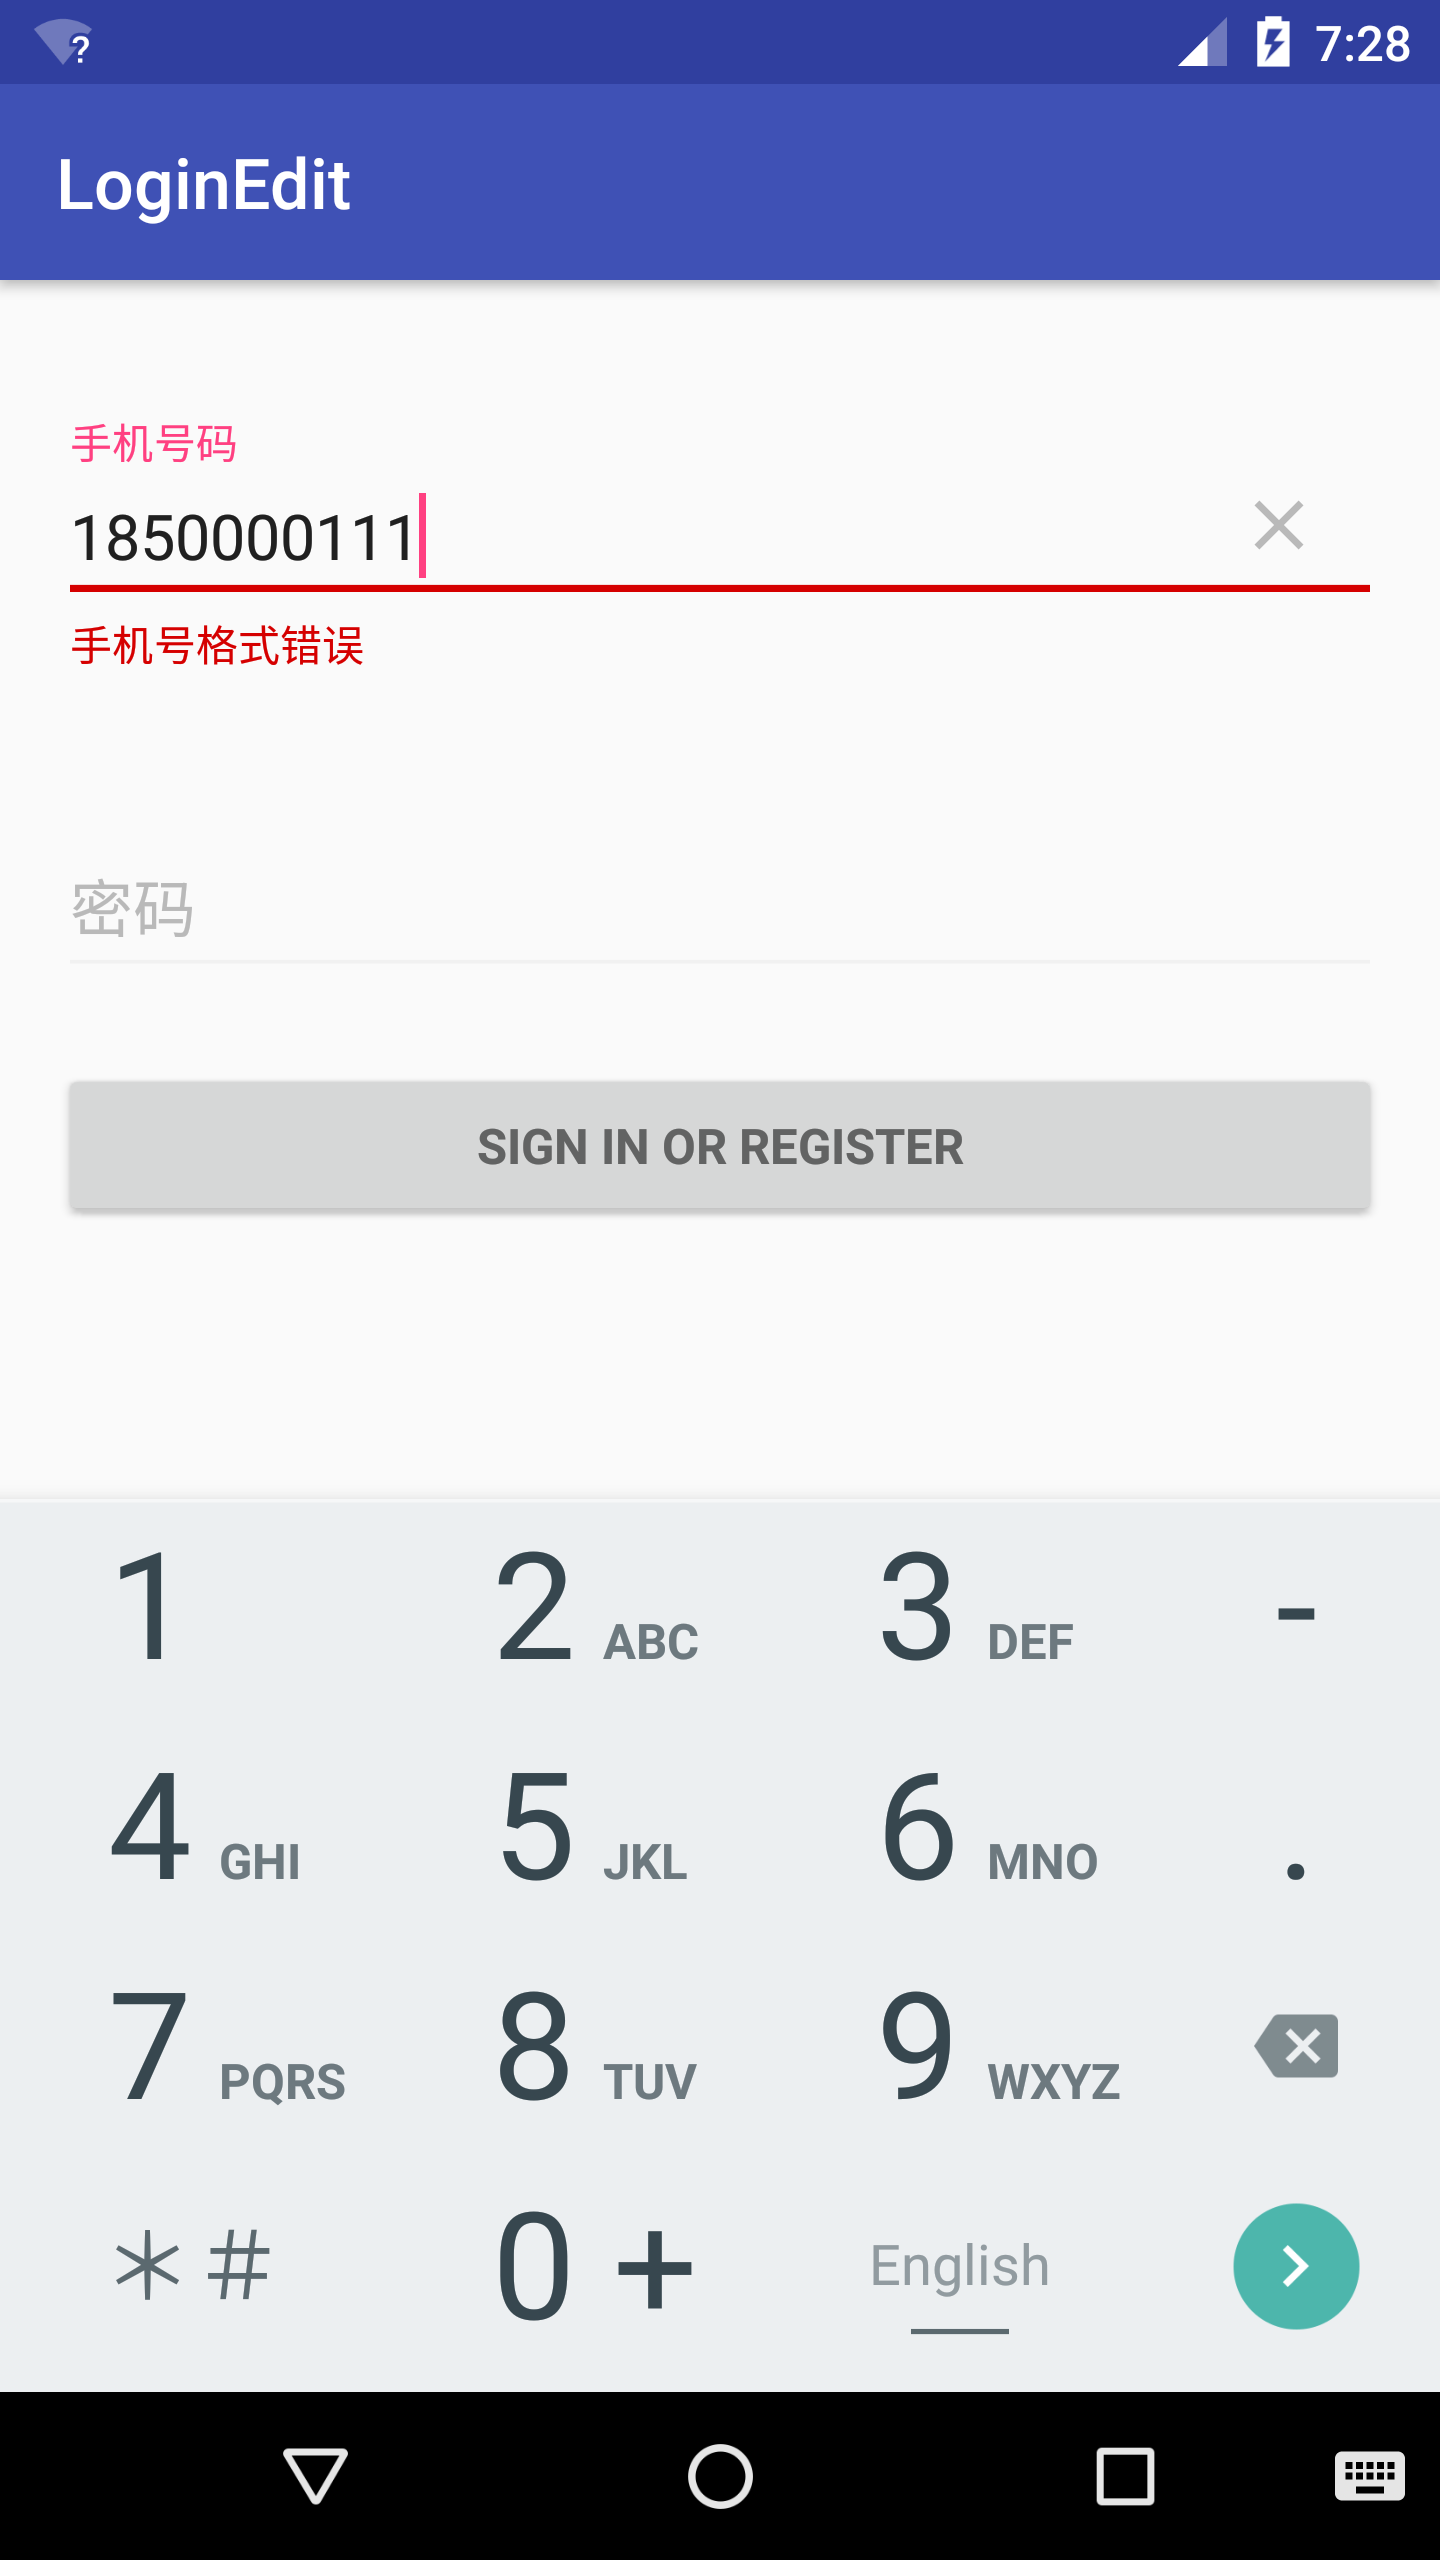 7:28
LoginEdit
手机号码
1850000111
手机号格式错误
密码
SIGN IN OR REGISTER
1 2 ABC 3 DEF -
4 GHI 5 JKL 6 MNO .
7 PQRS 8 TUV 9 WXYZ
* # 0 + English